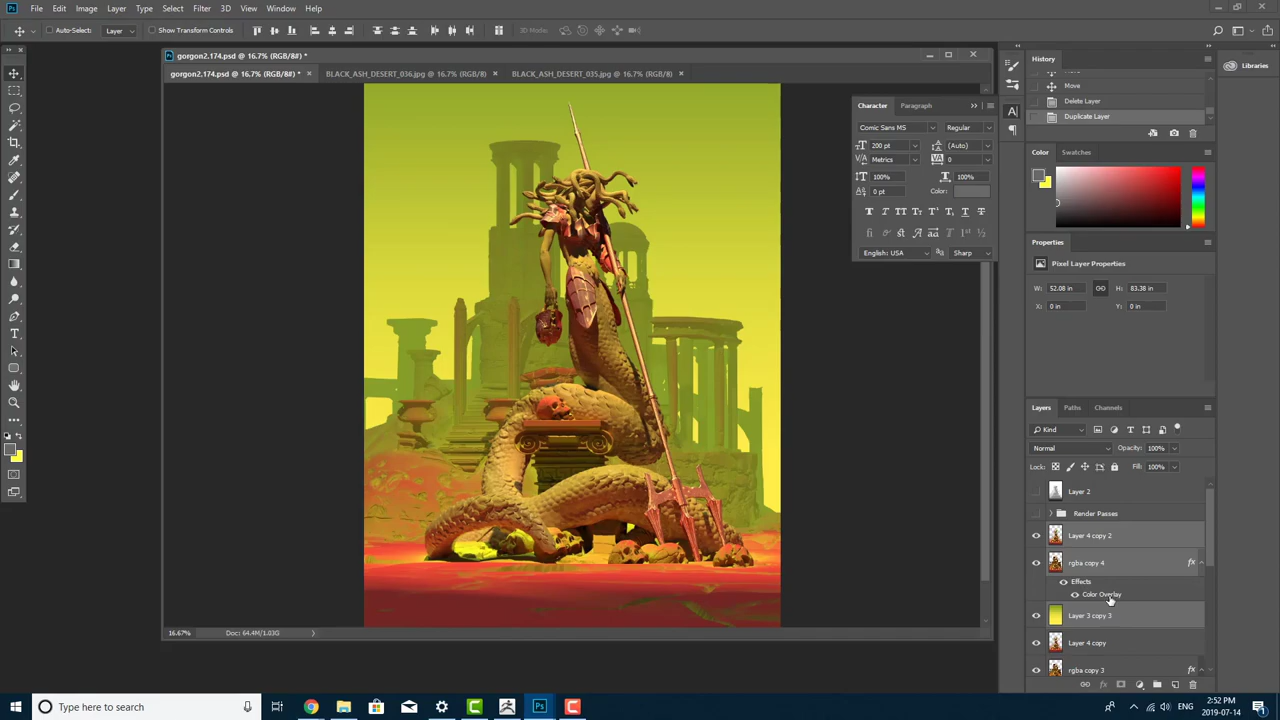 Ps File Edit Image Layer Type Select Filter 3D View Window Help
Auto-Select: Layer Show Transform Controls 3D Mode:
gorgon2.174.psd @ 16.7% (RGB/8#) *
gorgon2.174.psd @ 16.7% (RGB/8#) * × BLACK_ASH_DESERT_036.jpg @ 16.7% (RGB/8) × BLACK_ASH_DESERT_035.jpg @ 16.7% (RGB/8) ×
Character Paragraph
Comic Sans MS Regular
200 pt (Auto)
Metrics 0
100% 100%
0 pt Color:
English: USA Sharp
16.67% Doc: 64.4M/1.03G
Libraries
History
Move
Delete Layer
Duplicate Layer
Color Swatches
Properties
Pixel Layer Properties
W: 52.08 in H: 83.38 in
X: 0 in Y: 0 in
Layers Paths Channels
Kind
Normal Opacity: 100%
Lock: Fill: 100%
Layer 2
Render Passes
Layer 4 copy 2
rgba copy 4 fx
Effects
Color Overlay
Layer 3 copy 3
Layer 4 copy
rgba copy 3 fx
Type here to search
ENG 2:52 PM
2019-07-14